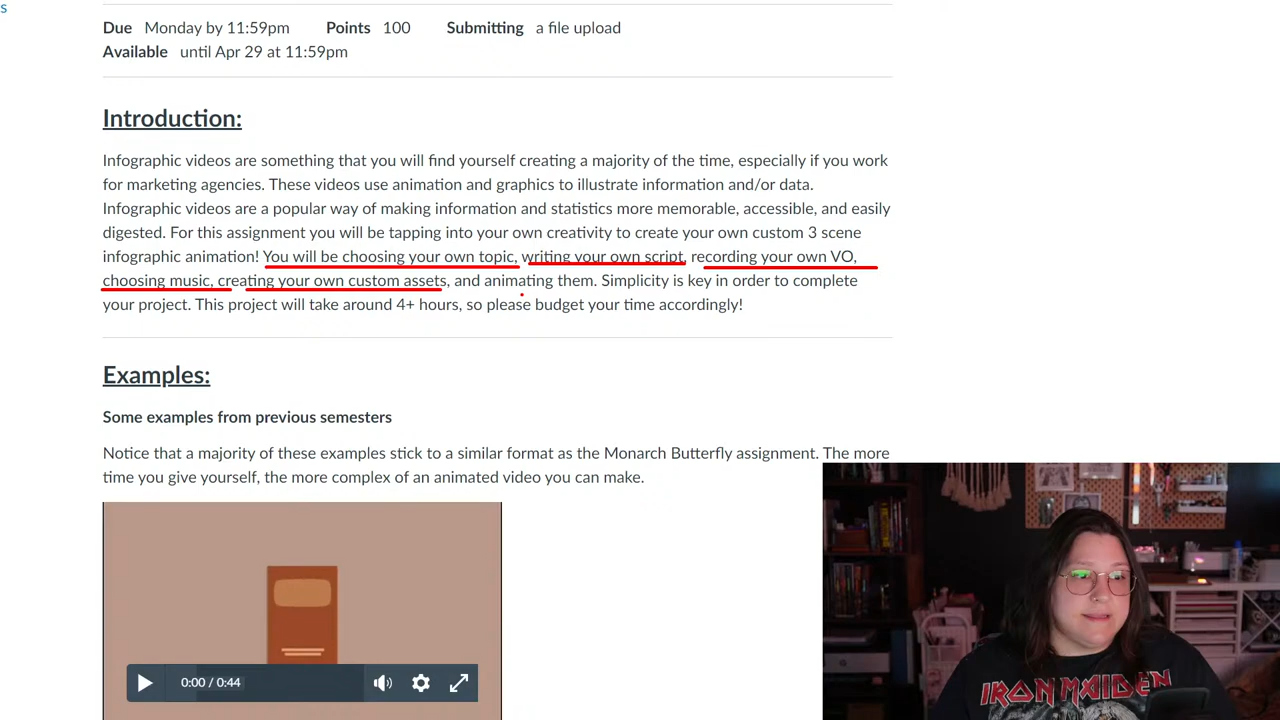 s
Due Monday by 11:59pm Points 100 Submitting a file upload
Available until Apr 29 at 11:59pm
Introduction:
Infographic videos are something that you will find yourself creating a majority of the time, especially if you work
for marketing agencies. These videos use animation and graphics to illustrate information and/or data.
Infographic videos are a popular way of making information and statistics more memorable, accessible, and easily
digested. For this assignment you will be tapping into your own creativity to create your own custom 3 scene
infographic animation! You will be choosing your own topic, writing your own script, recording your own VO,
choosing music, creating your own custom assets, and animating them. Simplicity is key in order to complete
your project. This project will take around 4+ hours, so please budget your time accordingly!
Examples:
Some examples from previous semesters
Notice that a majority of these examples stick to a similar format as the Monarch Butterfly assignment. The more
time you give yourself, the more complex of an animated video you can make.
0:00 / 0:44
IRON MAIDEN